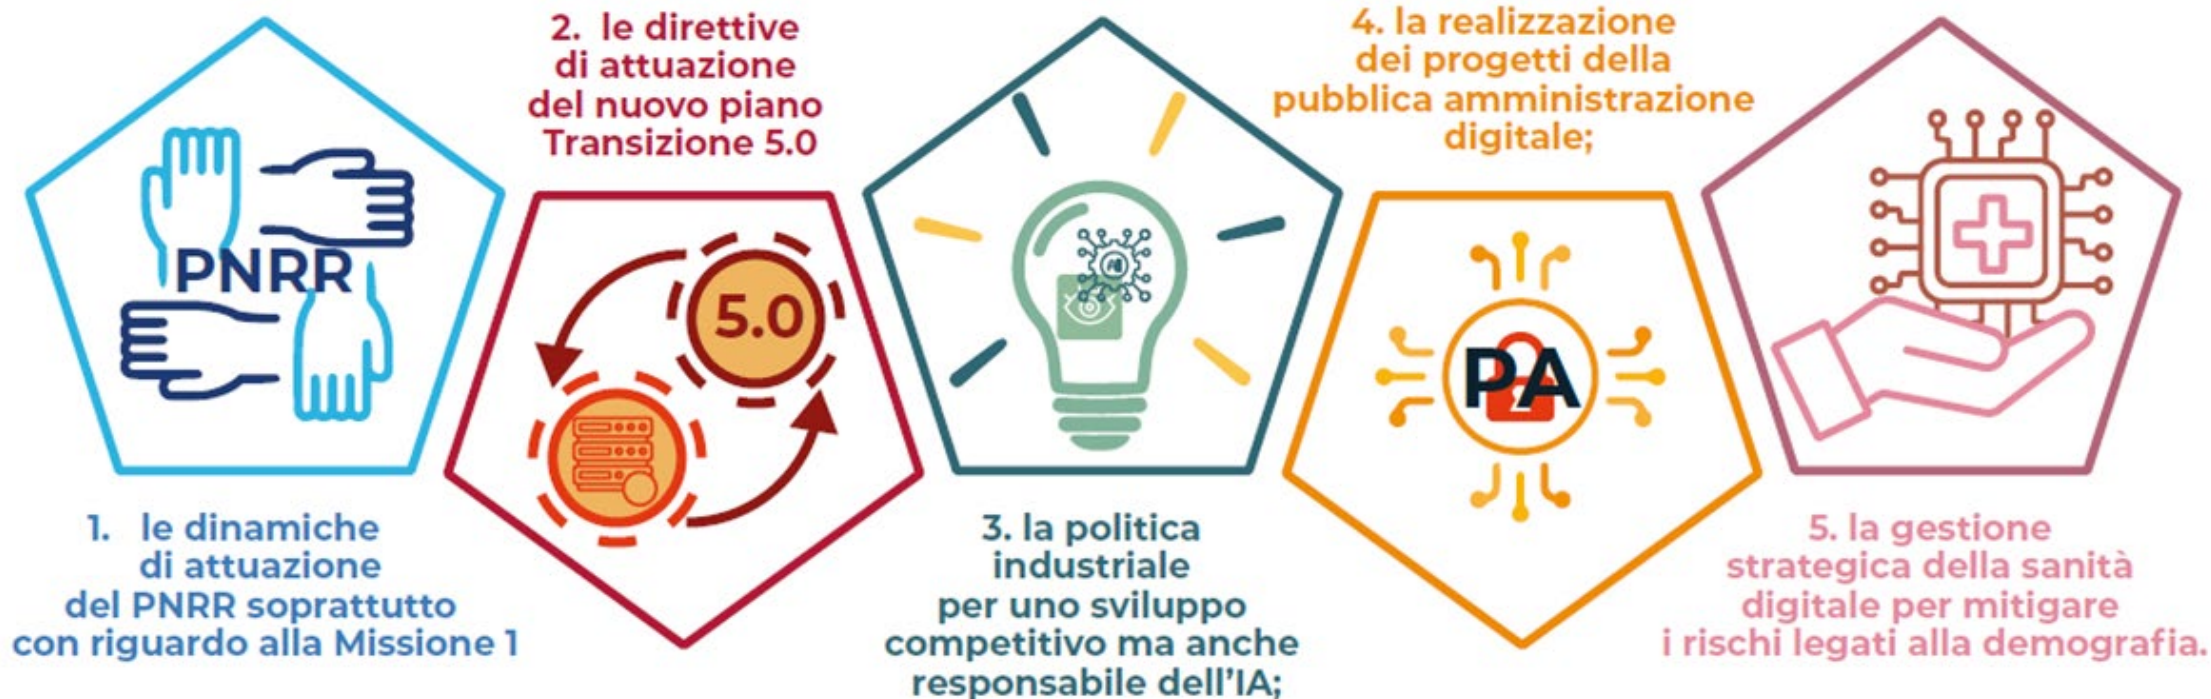 1. le dinamiche
di attuazione
del PNRR soprattutto
con riguardo alla Missione 1
PNRR
2. le direttive
di attuazione
del nuovo piano
Transizione 5.0
5.0
3. la politica
industriale
per uno sviluppo
competitivo ma anche
responsabile dell'IA;
AI
4. la realizzazione
dei progetti della
pubblica amministrazione
digitale;
PA
5. la gestione
strategica della sanità
digitale per mitigare
i rischi legati alla demografia.